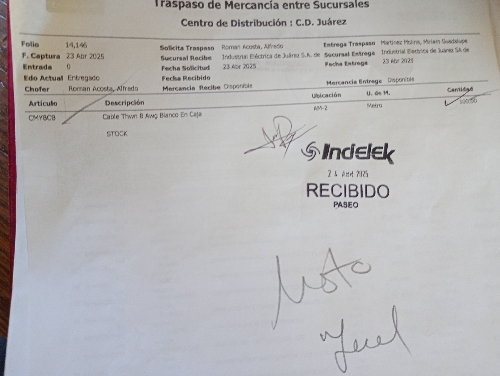 Traspaso de Mercancía entre Sucursales
Centro de Distribución : C.D. Juárez
Folio 14,146 Solicita Traspaso Roman Acosta, Alfredo Entrega Traspaso Martinez Molina, Miriam Guadalupe
F. Captura 23 Abr 2025 Sucursal Recibe Industrial Eléctrica de Juárez S.A. de Sucursal Entrega Industrial Electrica de Juarez SA de
Entrada 0 Fecha Solicitud 23 Abr 2025 Fecha Entrega 23 Abr 2025
Edo Actual Entregado Fecha Recibido
Chofer Roman Acosta, Alfredo Mercancía Recibe Disponible Mercancía Entrega Disponible
Artículo Descripción Ubicación U. de M. Cantidad
CMY8CB Cable Thwn 8 Awg Blanco En Caja AM-2 Metro
STOCK
Indelek
24 ABR 2025
RECIBIDO
PASEO
Moto